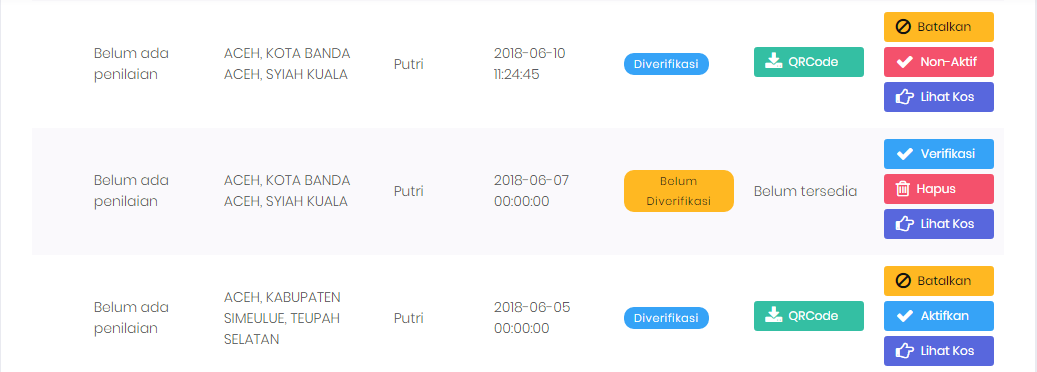 Belum ada
penilaian
ACEH, KOTA BANDA
ACEH, SYIAH KUALA
Putri
2018-06-10
11:24:45
Diverifikasi
QRCode
Batalkan
Non-Aktif
Lihat Kos
Belum ada
penilaian
ACEH, KOTA BANDA
ACEH, SYIAH KUALA
Putri
2018-06-07
00:00:00
Belum
Diverifikasi
Belum tersedia
Verifikasi
Hapus
Lihat Kos
Belum ada
penilaian
ACEH, KABUPATEN
SIMEULUE, TEUPAH
SELATAN
Putri
2018-06-05
00:00:00
Diverifikasi
QRCode
Batalkan
Aktifkan
Lihat Kos